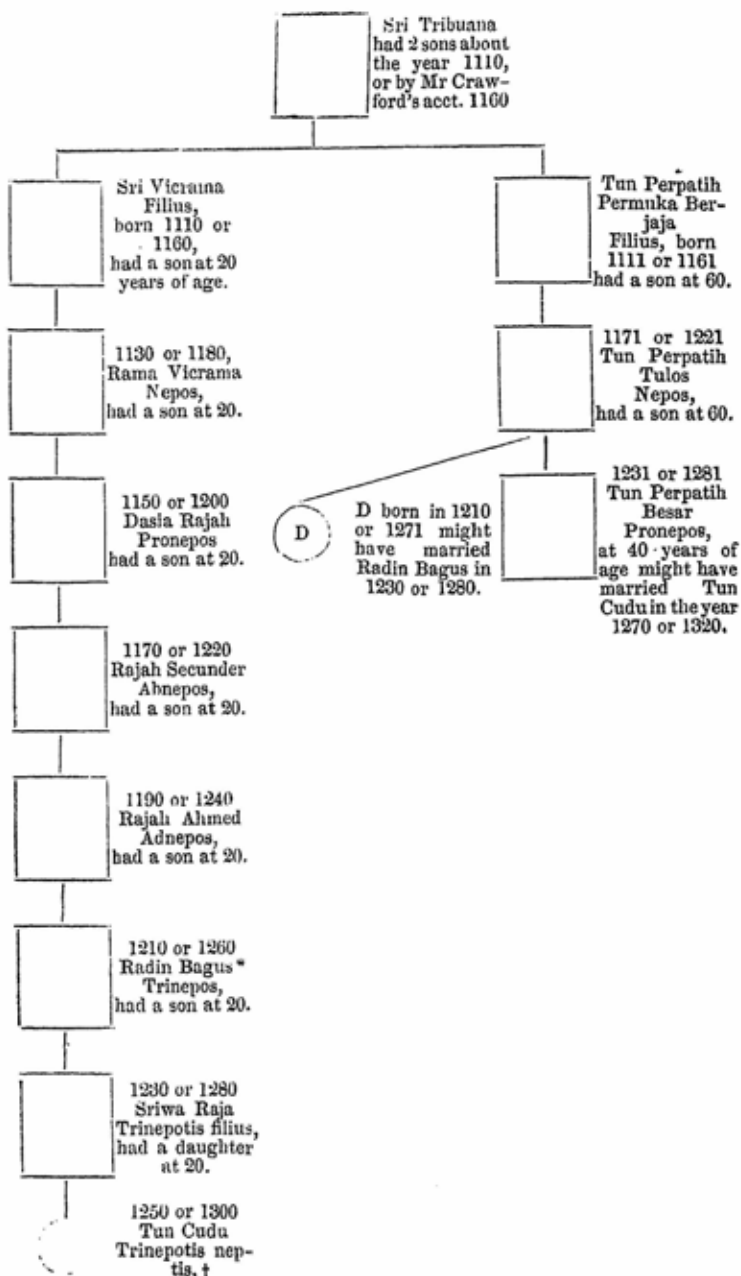 Sri Tribuana
had 2 sons about
the year 1110,
or by Mr Craw-
ford's acct. 1160
Sri Vicrama
Filius,
born 1110 or
1160,
had a son at 20
years of age.
Tun Perpatih
Permuka Ber-
jaja
Filius, born
1111 or 1161
had a son at 60.
1130 or 1180,
Rama Vicrama
Nepos,
had a son at 20.
1171 or 1221
Tun Perpatih
Tulos
Nepos,
had a son at 60.
1150 or 1200
Dasia Rajah
Pronepos
had a son at 20.
D
D born in 1210
or 1271 might
have married
Radin Bagus in
1230 or 1280.
1231 or 1281
Tun Perpatih
Besar
Pronepos,
at 40 years of
age might have
married Tun
Cudu in the year
1270 or 1320.
1170 or 1220
Rajah Secunder
Abnepos,
had a son at 20.
1190 or 1240
Rajah Ahmed
Adnepos,
had a son at 20.
1210 or 1260
Radin Bagus*
Trinepos,
had a son at 20.
1230 or 1280
Sriwa Raja
Trinepotis filius,
had a daughter
at 20.
1250 or 1300
Tun Cudu
Trinepotis nep-
tis.†